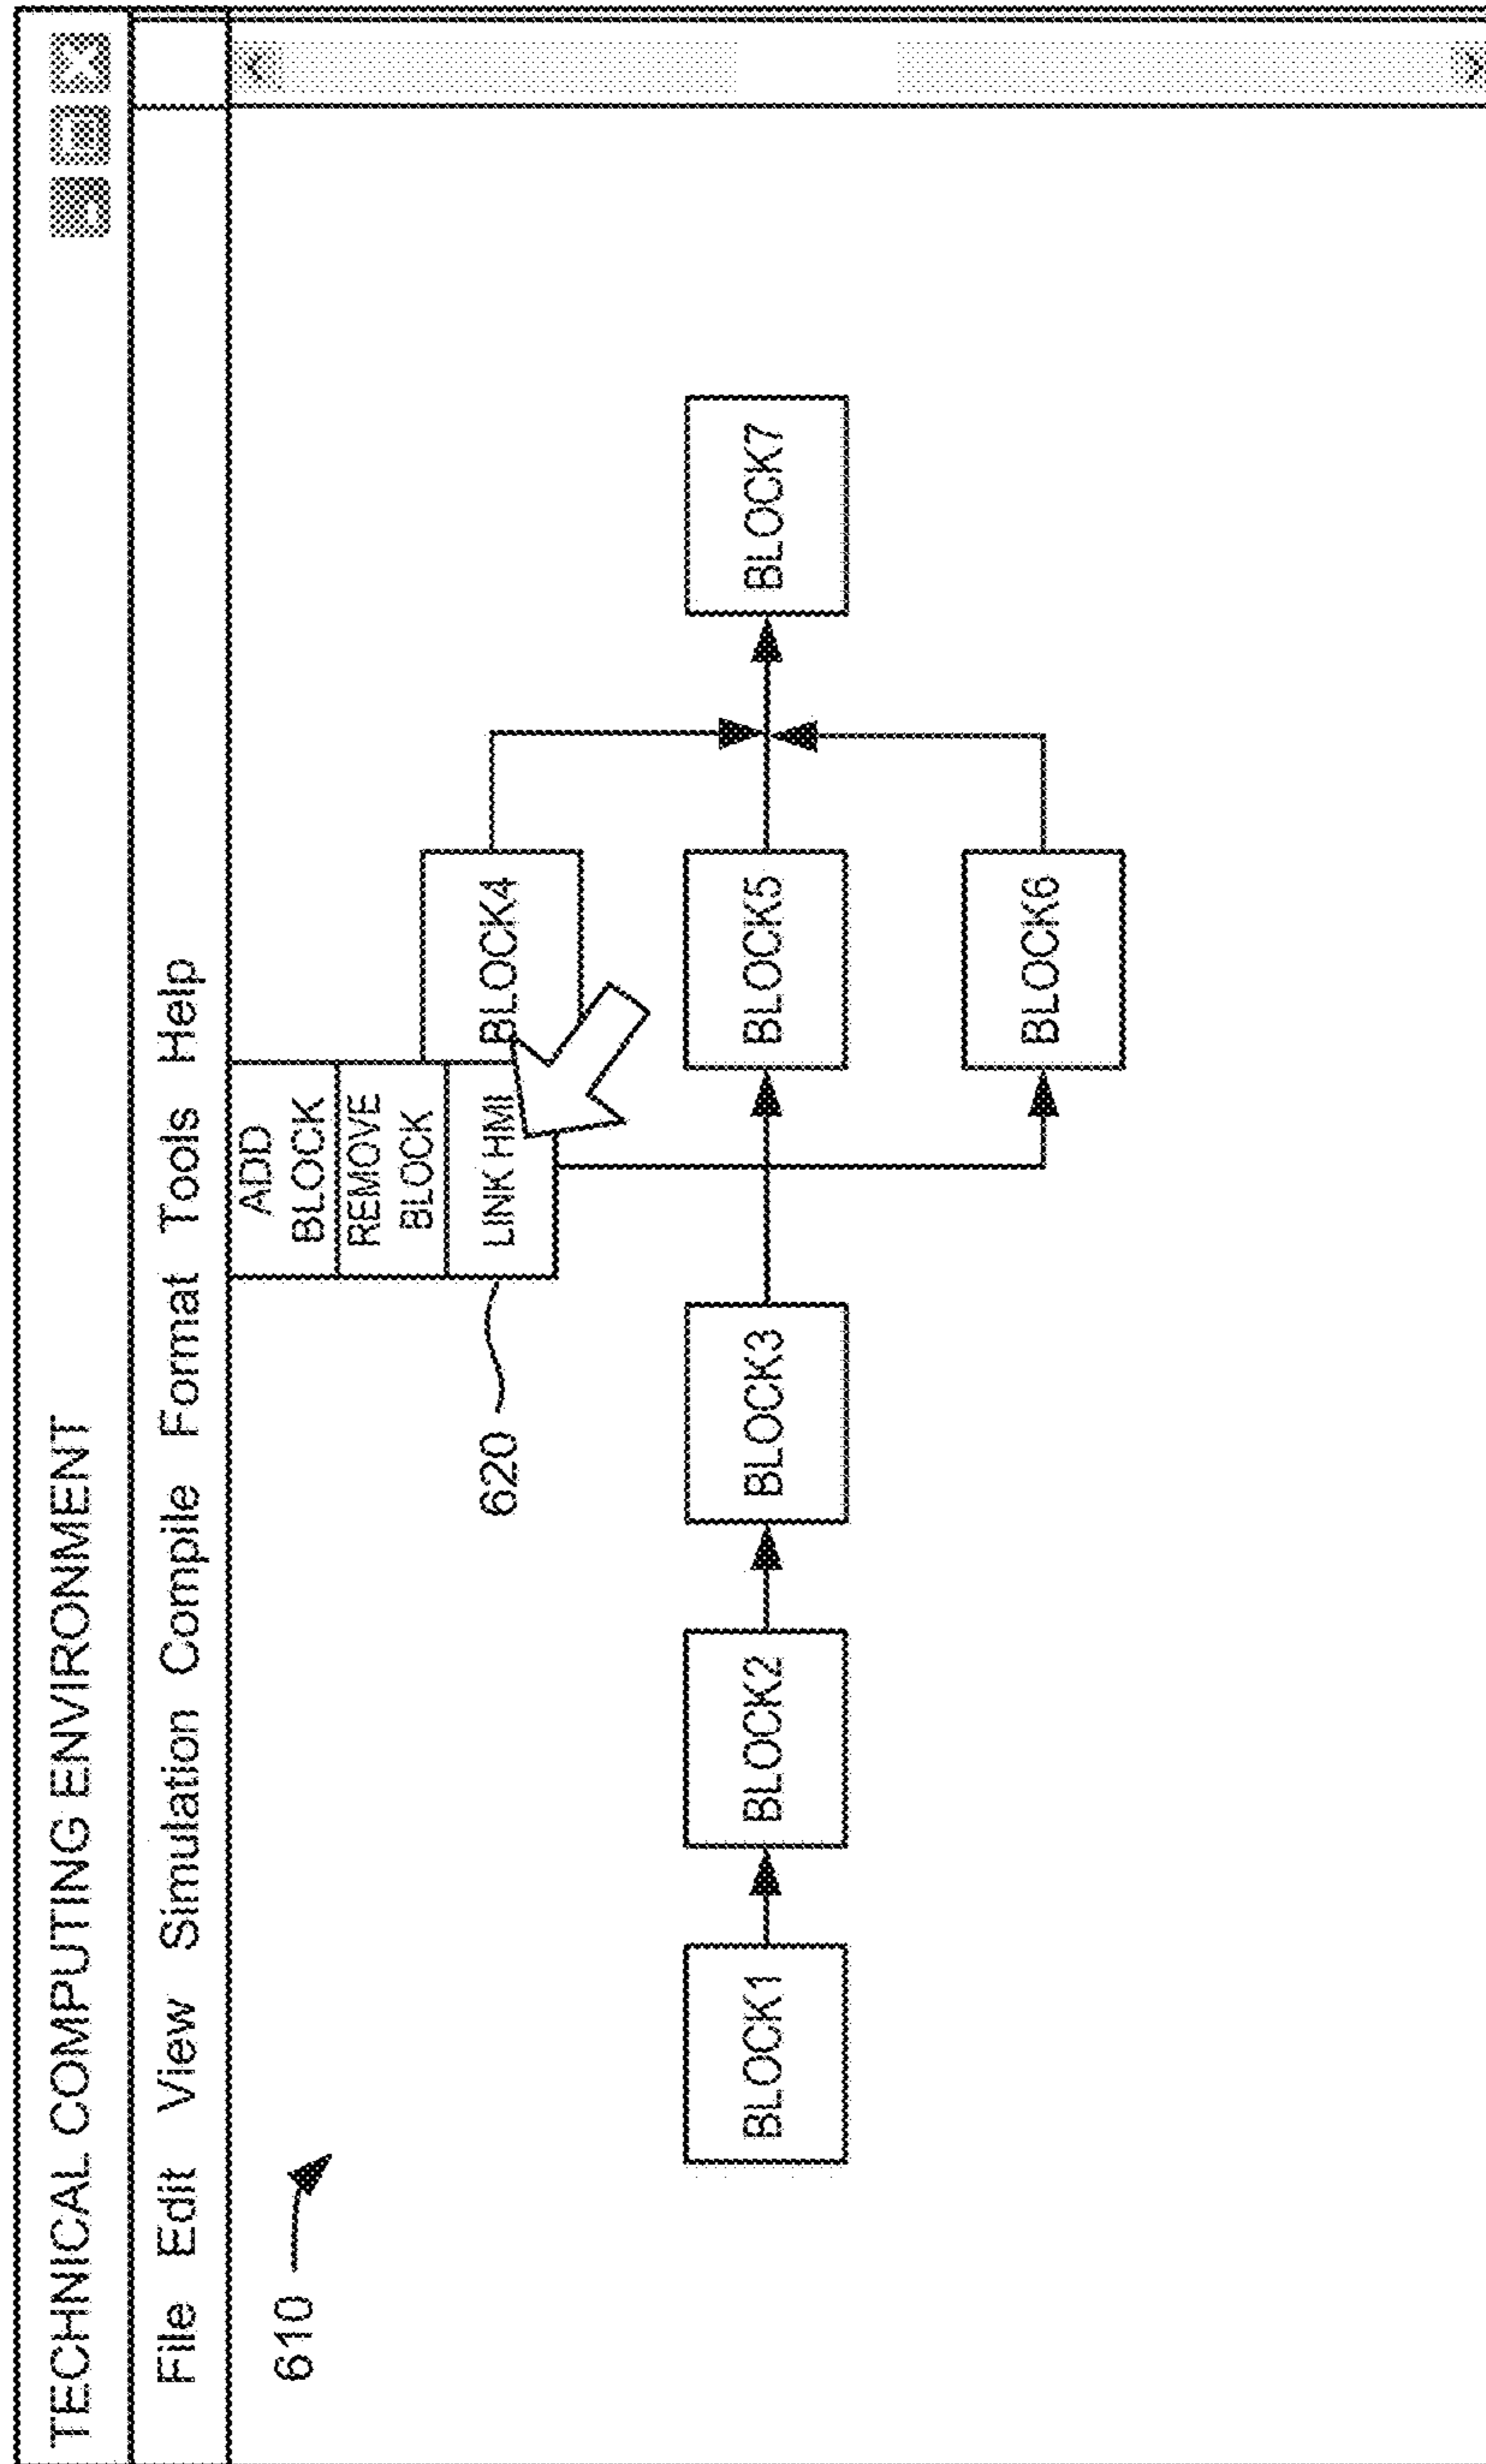 TECHNICAL COMPUTING ENVIRONMENT
File Edit View Simulation Compile Format Tools Help
610
ADD
BLOCK
REMOVE
BLOCK
LINK HMI
620
BLOCK4
BLOCK1
BLOCK2
BLOCK3
BLOCK5
BLOCK7
BLOCK6